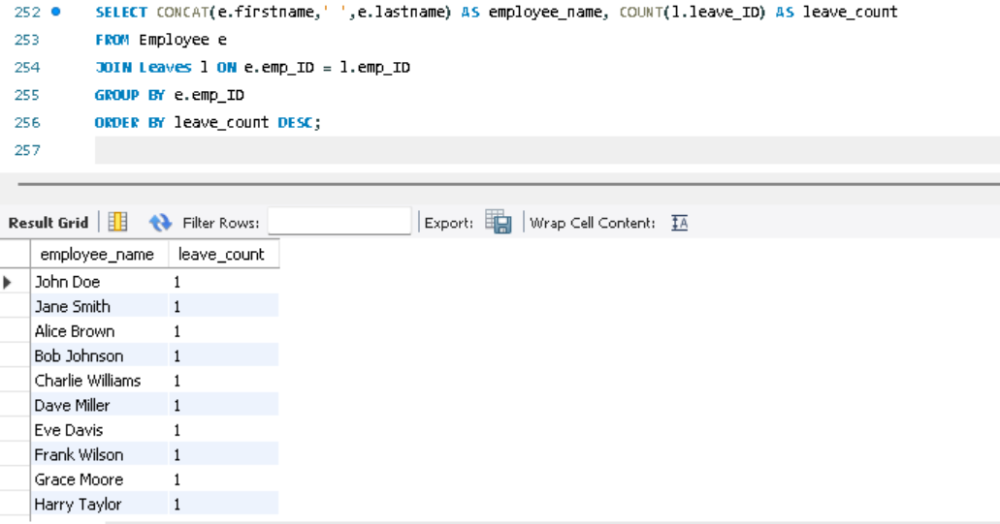 252 SELECT CONCAT(e.firstname,' ',e.lastname) AS employee_name, COUNT(l.leave_ID) AS leave_count
253 FROM Employee e
254 JOIN Leaves l ON e.emp_ID = l.emp_ID
255 GROUP BY e.emp_ID
256 ORDER BY leave_count DESC;
257
Result Grid Filter Rows: Export: Wrap Cell Content: IA
employee_name leave_count
John Doe 1
Jane Smith 1
Alice Brown 1
Bob Johnson 1
Charlie Williams 1
Dave Miller 1
Eve Davis 1
Frank Wilson 1
Grace Moore 1
Harry Taylor 1